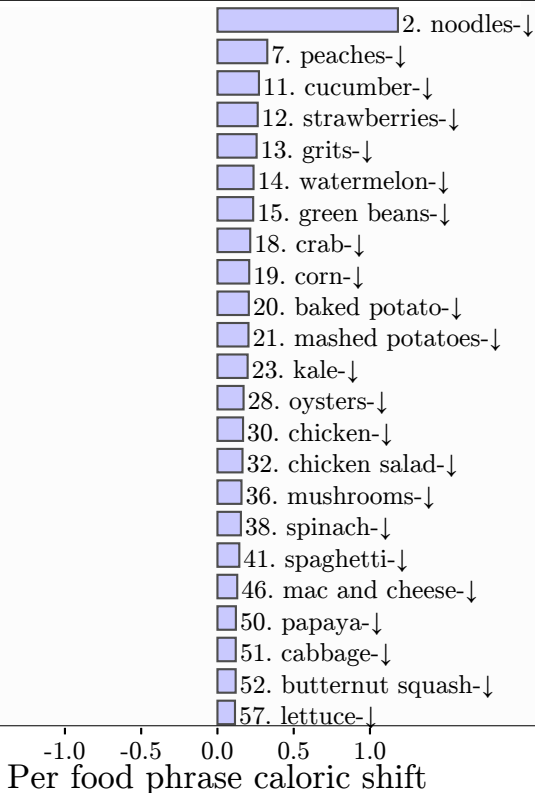 2. noodles-↓
7. peaches-↓
11. cucumber-↓
12. strawberries-↓
13. grits-↓
14. watermelon-↓
15. green beans-↓
18. crab-↓
19. corn-↓
20. baked potato-↓
21. mashed potatoes-↓
23. kale-↓
28. oysters-↓
30. chicken-↓
32. chicken salad-↓
36. mushrooms-↓
38. spinach-↓
41. spaghetti-↓
46. mac and cheese-↓
50. papaya-↓
51. cabbage-↓
52. butternut squash-↓
57. lettuce-↓
-1.0 -0.5 0.0 0.5 1.0
Per food phrase caloric shift